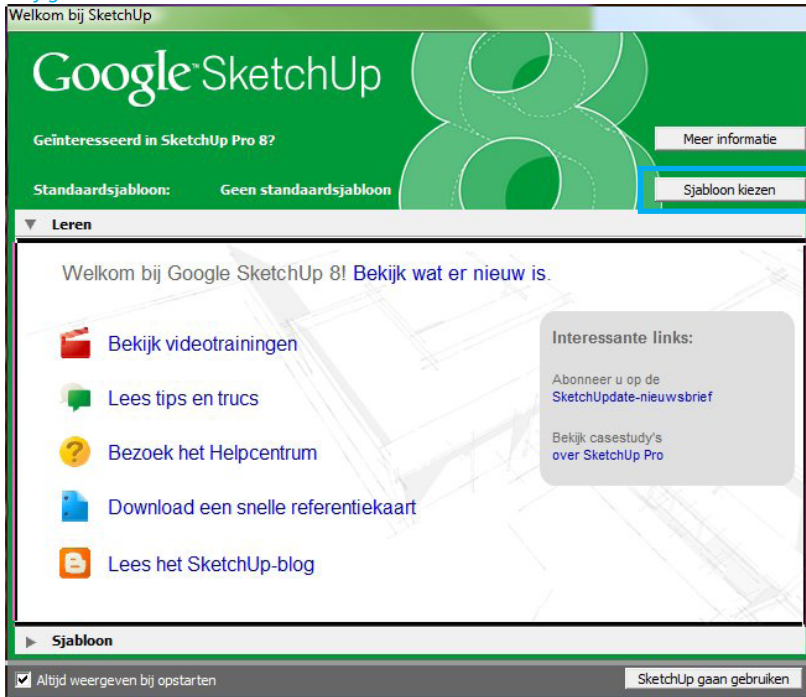 Welkom bij SketchUp
Google™ SketchUp
Geïnteresseerd in SketchUp Pro 8?
Meer informatie
Standaardsjabloon: Geen standaardsjabloon
Sjabloon kiezen
Leren
Welkom bij Google SketchUp 8! Bekijk wat er nieuw is.
Bekijk videotrainingen
Lees tips en trucs
Bezoek het Helpcentrum
Download een snelle referentiekaart
Lees het SketchUp-blog
Interessante links:
Abonneer u op de
SketchUpdate-nieuwsbrief
Bekijk casestudy's
over SketchUp Pro
Sjabloon
Altijd weergeven bij opstarten
SketchUp gaan gebruiken